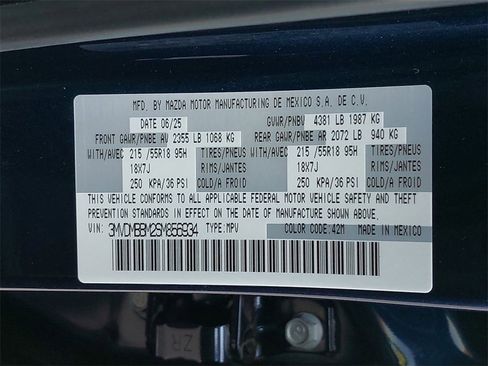 MFD. BY MAZDA MOTOR MANUFACTURING DE MEXICO S.A. DE C.V.
DATE 06/25 GVWR/PNBV 4381 LB 1987 KG
FRONT GAWR/PNBE AV 2355 LB 1068 KG REAR GAWR/PNBE AR 2072 LB 940 KG
WITH/AVEC 215 /55R18 95H TIRES/PNEUS WITH/AVEC 215 /55R18 95H TIRES/PNEUS
18X7J RIMS/JANTES 18X7J RIMS/JANTES
250 KPA/36 PSI COLD/A FROID 250 KPA/36 PSI COLD/A FROID
THIS VEHICLE CONFORMS TO ALL APPLICABLE FEDERAL MOTOR VEHICLE SAFETY AND THEFT
PREVENTION STANDARDS IN EFFECT ON THE DATE OF MANUFACTURE SHOWN ABOVE.
VIN: 3MVDMBBM2SM856934 TYPE:MPV COLOR CODE:42M MADE IN MEXICO
ZR